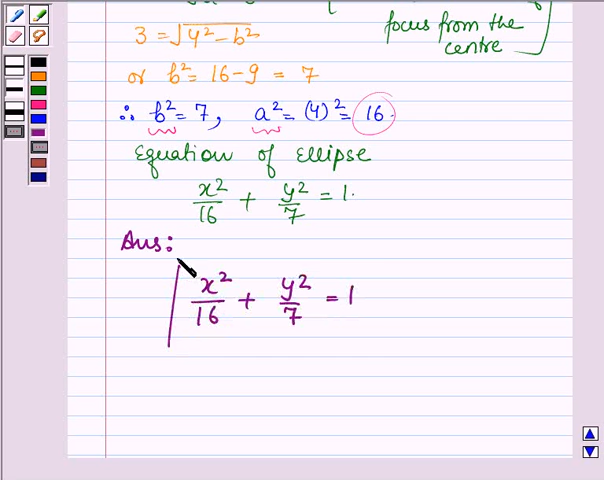 3 = √4² - b²
focus from the
centre
or b² = 16 - 9 = 7
∴ b² = 7, a² = (4)² = 16.
Equation of Ellipse
x²/16 + y²/7 = 1.
Ans:
x²/16 + y²/7 = 1